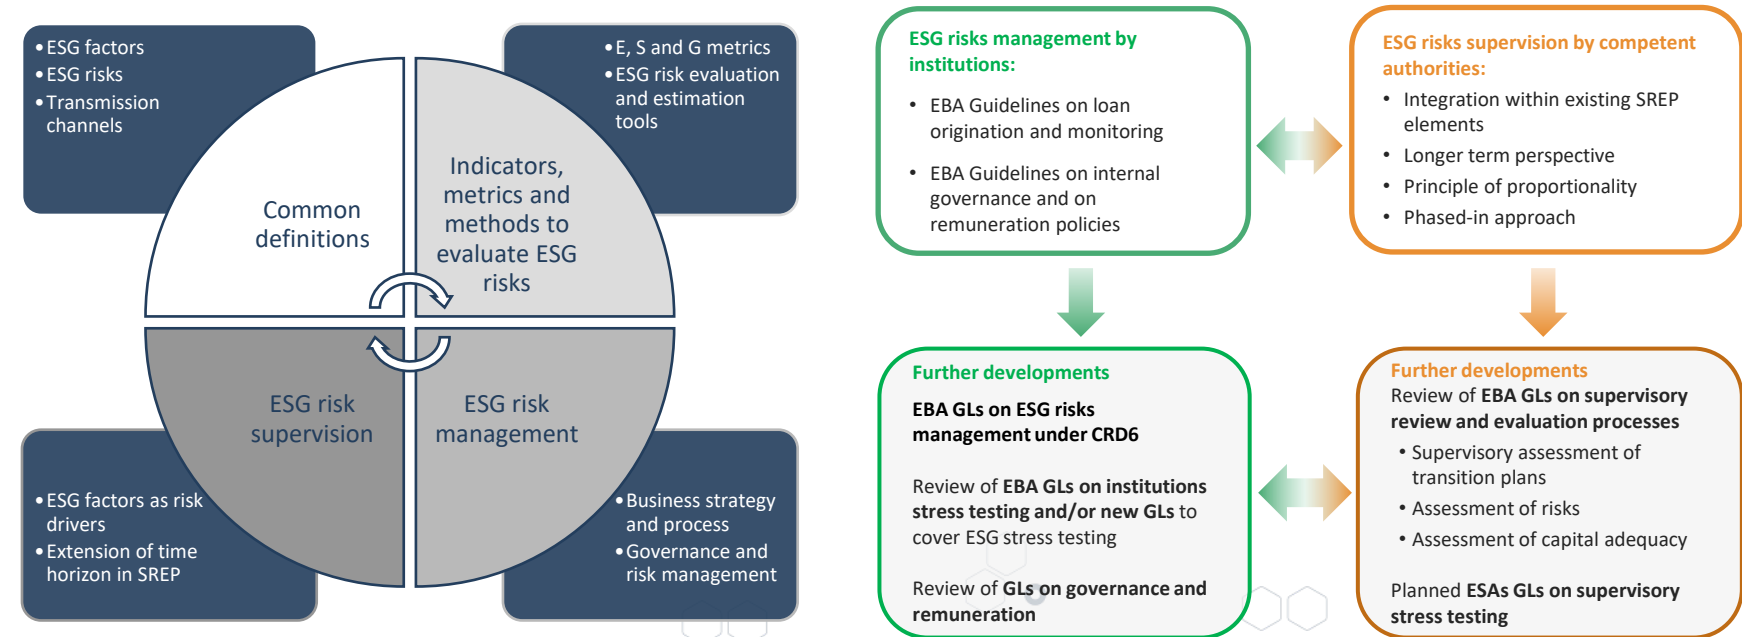 • ESG factors
• ESG risks
• Transmission
channels
• E, S and G metrics
• ESG risk evaluation
and estimation
tools
Common
definitions
Indicators,
metrics and
methods to
evaluate ESG
risks
ESG risk
supervision
ESG risk
management
• ESG factors as risk
drivers
• Extension of time
horizon in SREP
• Business strategy
and process
• Governance and
risk management
ESG risks management by
institutions:
• EBA Guidelines on loan
origination and monitoring
• EBA Guidelines on internal
governance and on
remuneration policies
ESG risks supervision by competent
authorities:
• Integration within existing SREP
elements
• Longer term perspective
• Principle of proportionality
• Phased-in approach
Further developments
EBA GLs on ESG risks
management under CRD6
Review of EBA GLs on institutions
stress testing and/or new GLs to
cover ESG stress testing
Review of GLs on governance and
remuneration
Further developments
Review of EBA GLs on supervisory
review and evaluation processes
• Supervisory assessment of
transition plans
• Assessment of risks
• Assessment of capital adequacy
Planned ESAs GLs on supervisory
stress testing